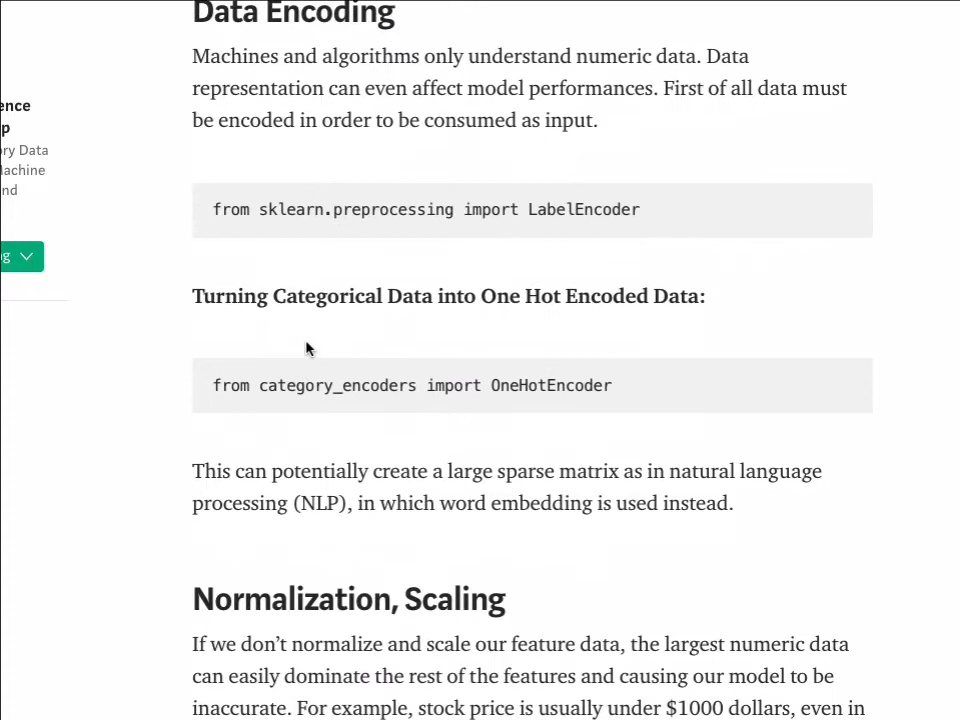 Data Encoding
Machines and algorithms only understand numeric data. Data
representation can even affect model performances. First of all data must
be encoded in order to be consumed as input.
ence
p
ory Data
Machine
nd
g
from sklearn.preprocessing import LabelEncoder
Turning Categorical Data into One Hot Encoded Data:
from category_encoders import OneHotEncoder
This can potentially create a large sparse matrix as in natural language
processing (NLP), in which word embedding is used instead.
Normalization, Scaling
If we don’t normalize and scale our feature data, the largest numeric data
can easily dominate the rest of the features and causing our model to be
inaccurate. For example, stock price is usually under $1000 dollars, even in